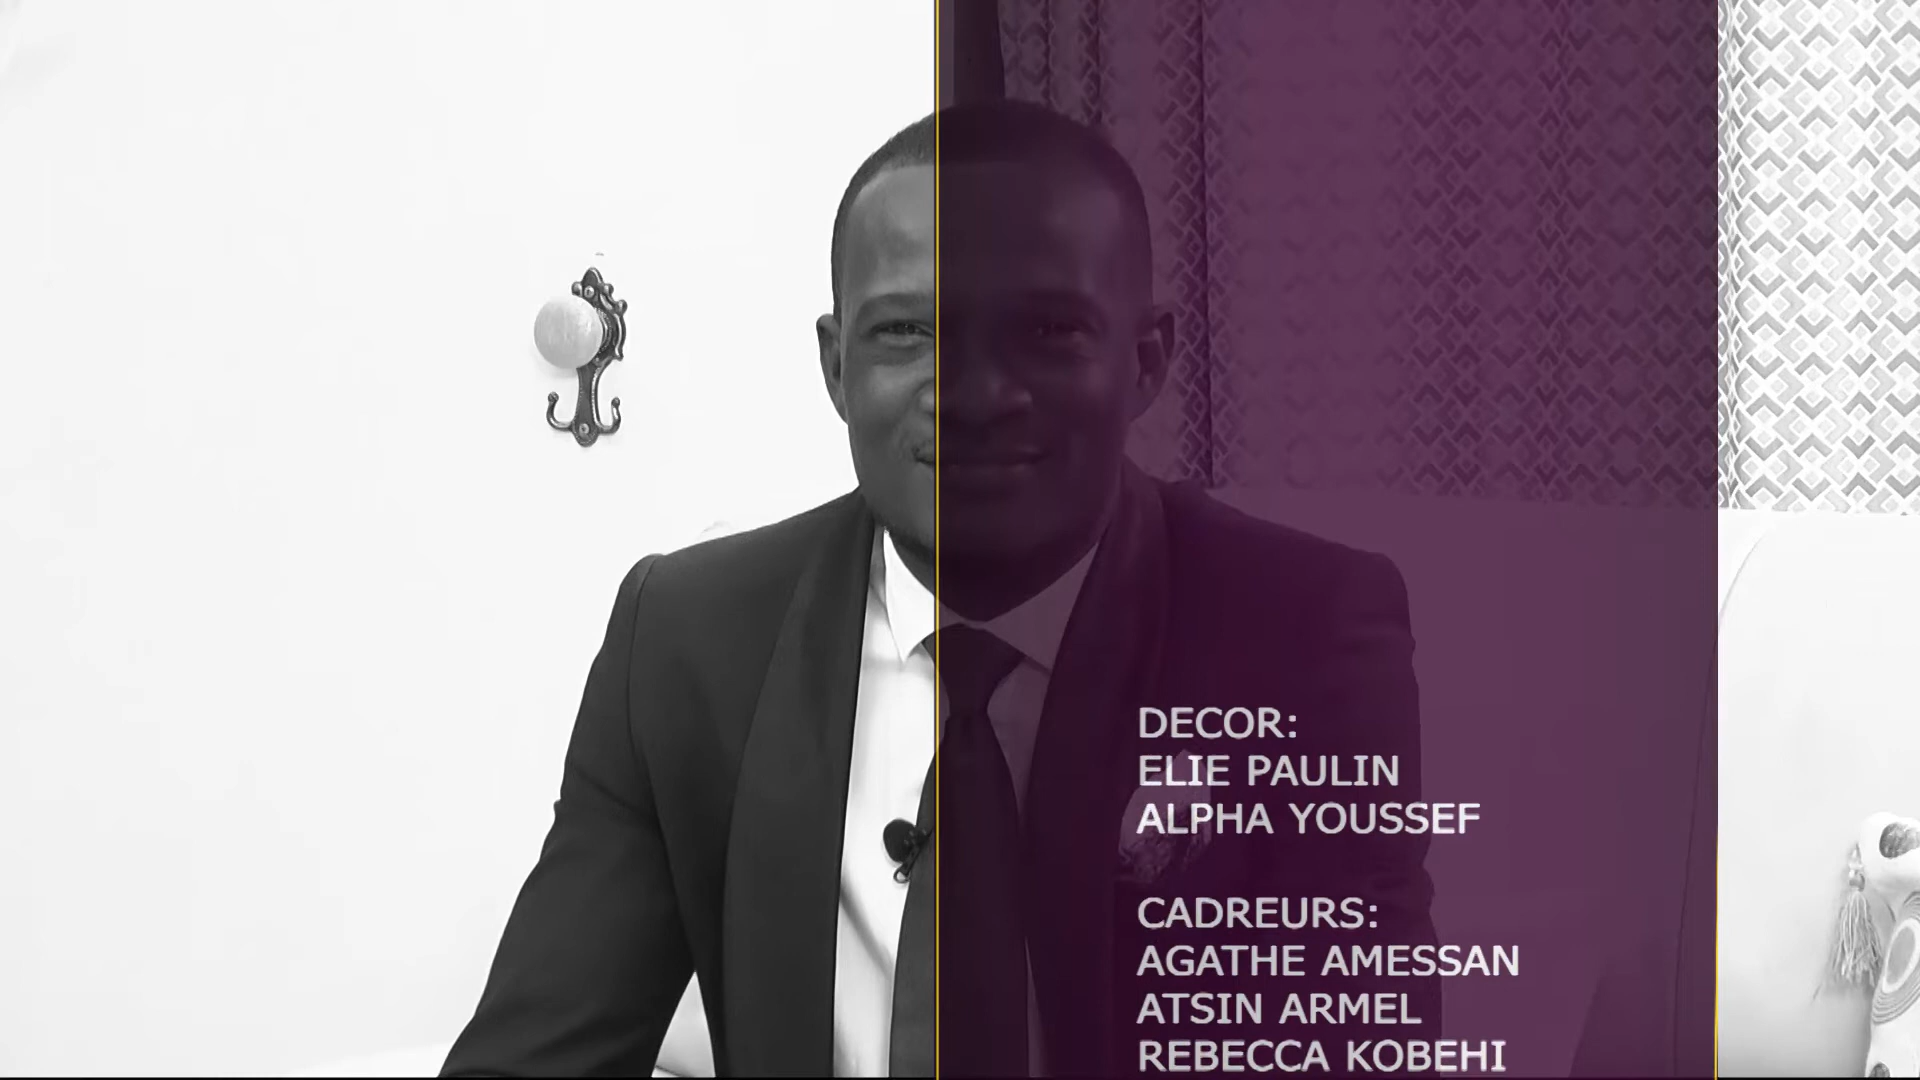 DECOR:
ELIE PAULIN
ALPHA YOUSSEF
CADREURS:
AGATHE AMESSAN
ATSIN ARMEL
REBECCA KOBEHI